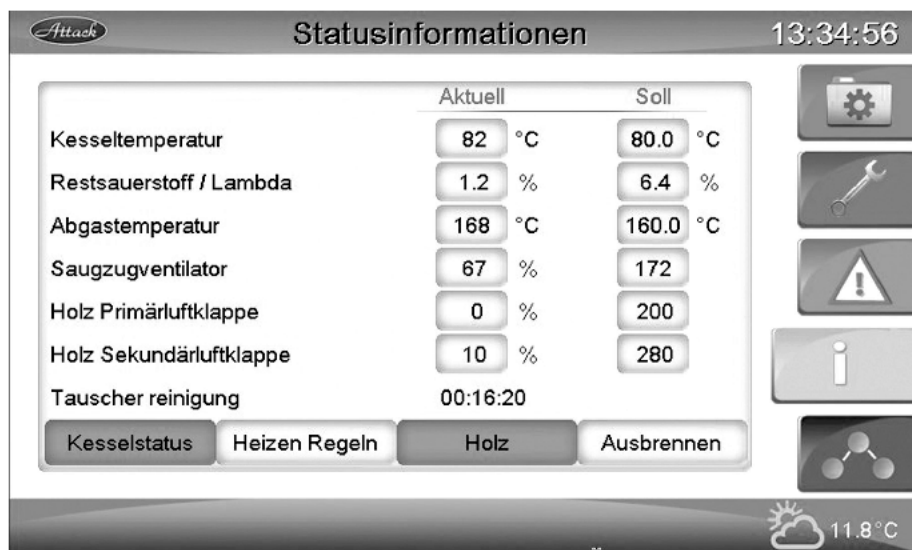 Attack Statusinformationen 13:34:56
Aktuell Soll
Kesseltemperatur 82 °C 80.0 °C
Restsauerstoff / Lambda 1.2 % 6.4 %
Abgastemperatur 168 °C 160.0 °C
Saugzugventilator 67 % 172
Holz Primärluftklappe 0 % 200
Holz Sekundärluftklappe 10 % 280
Tauscher reinigung 00:16:20
Kesselstatus Heizen Regeln Holz Ausbrennen
11.8°C